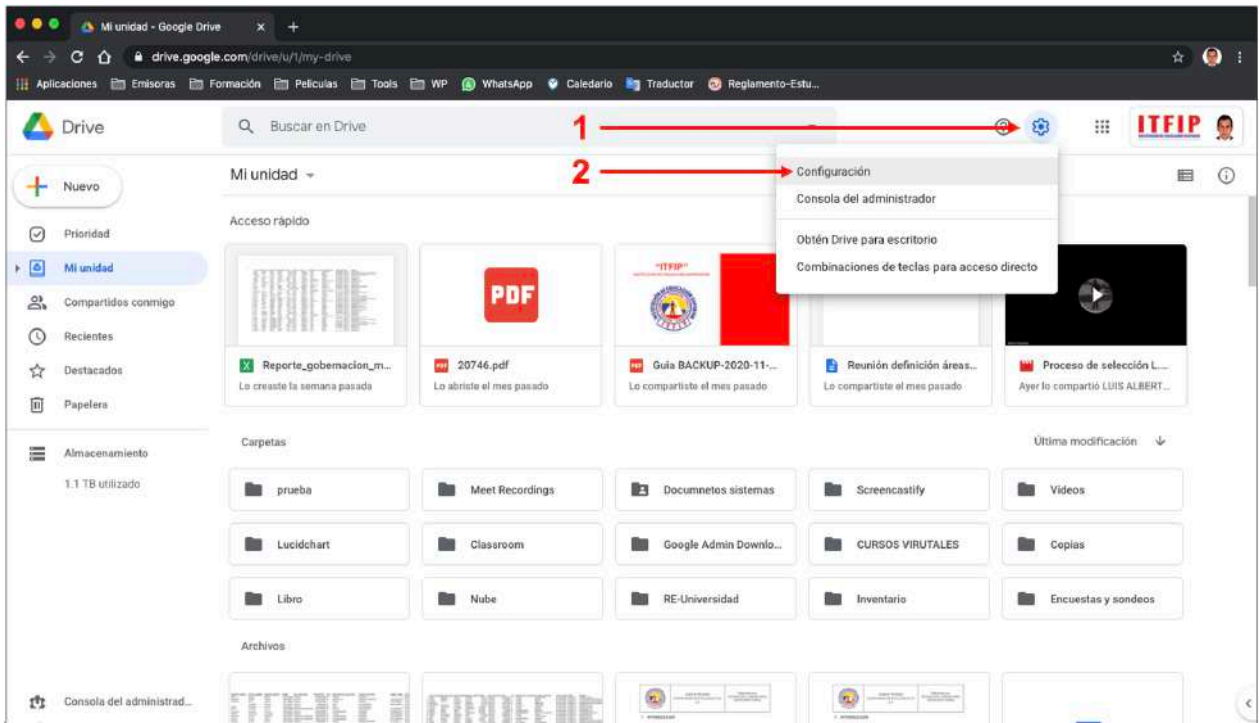 Mi unidad - Google Drive
drive.google.com/drive/u/1/my-drive
Aplicaciones Emisoras Formación Peliculas Tools WP WhatsApp Caledario Traductor Reglamento-Estu...
Drive
Buscar en Drive
1
ITFIP
Nuevo
Mi unidad
2
Configuración
Consola del administrador
Obtén Drive para escritorio
Combinaciones de teclas para acceso directo
Prioridad
Mi unidad
Compartidos conmigo
Recientes
Destacados
Papelera
Almacenamiento
1.1 TB utilizado
Consola del administrad...
Acceso rápido
PDF
"ITFIP"
Reporte_gobernacion_m...
Lo creaste la semana pasada
20746.pdf
Lo abriste el mes pasado
Guia BACKUP-2020-11-...
Lo compartiste el mes pasado
Reunión definición áreas...
Lo compartiste el mes pasado
Proceso de selección L...
Ayer lo compartió LUIS ALBERT...
Carpetas
Última modificación
prueba
Meet Recordings
Documnetos sistemas
Screencastify
Videos
Lucidchart
Classroom
Google Admin Downlo...
CURSOS VIRUTALES
Copias
Libro
Nube
RE-Universidad
Inventario
Encuestas y sondeos
Archivos